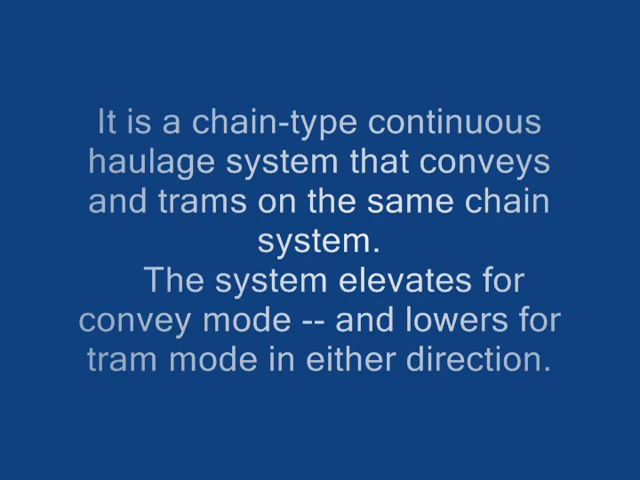 It is a chain-type continuous
haulage system that conveys
and trams on the same chain
system.
The system elevates for
convey mode -- and lowers for
tram mode in either direction.